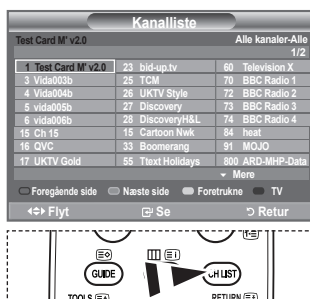 Kanalliste
Test Card M' v2.0 Alle kanaler-Alle
1/2
1 Test Card M' v2.0 23 bid-up.tv 60 Television X
3 Vida003b 25 TCM 70 BBC Radio 1
4 Vida004b 26 UKTV Style 72 BBC Radio 2
5 vida005b 27 Discovery 73 BBC Radio 3
6 vida006b 28 DiscoveryH&L 74 BBC Radio 4
15 Ch 15 15 Cartoon Nwk 84 heat
16 QVC 33 Boomerang 91 MOJO
17 UKTV Gold 55 Ttext Holidays 800 ARD-MHP-Data
Mere
Foregående side Næste side Foretrukne TV
Flyt Se Retur
GUIDE CH LIST
TOOLS RETURN